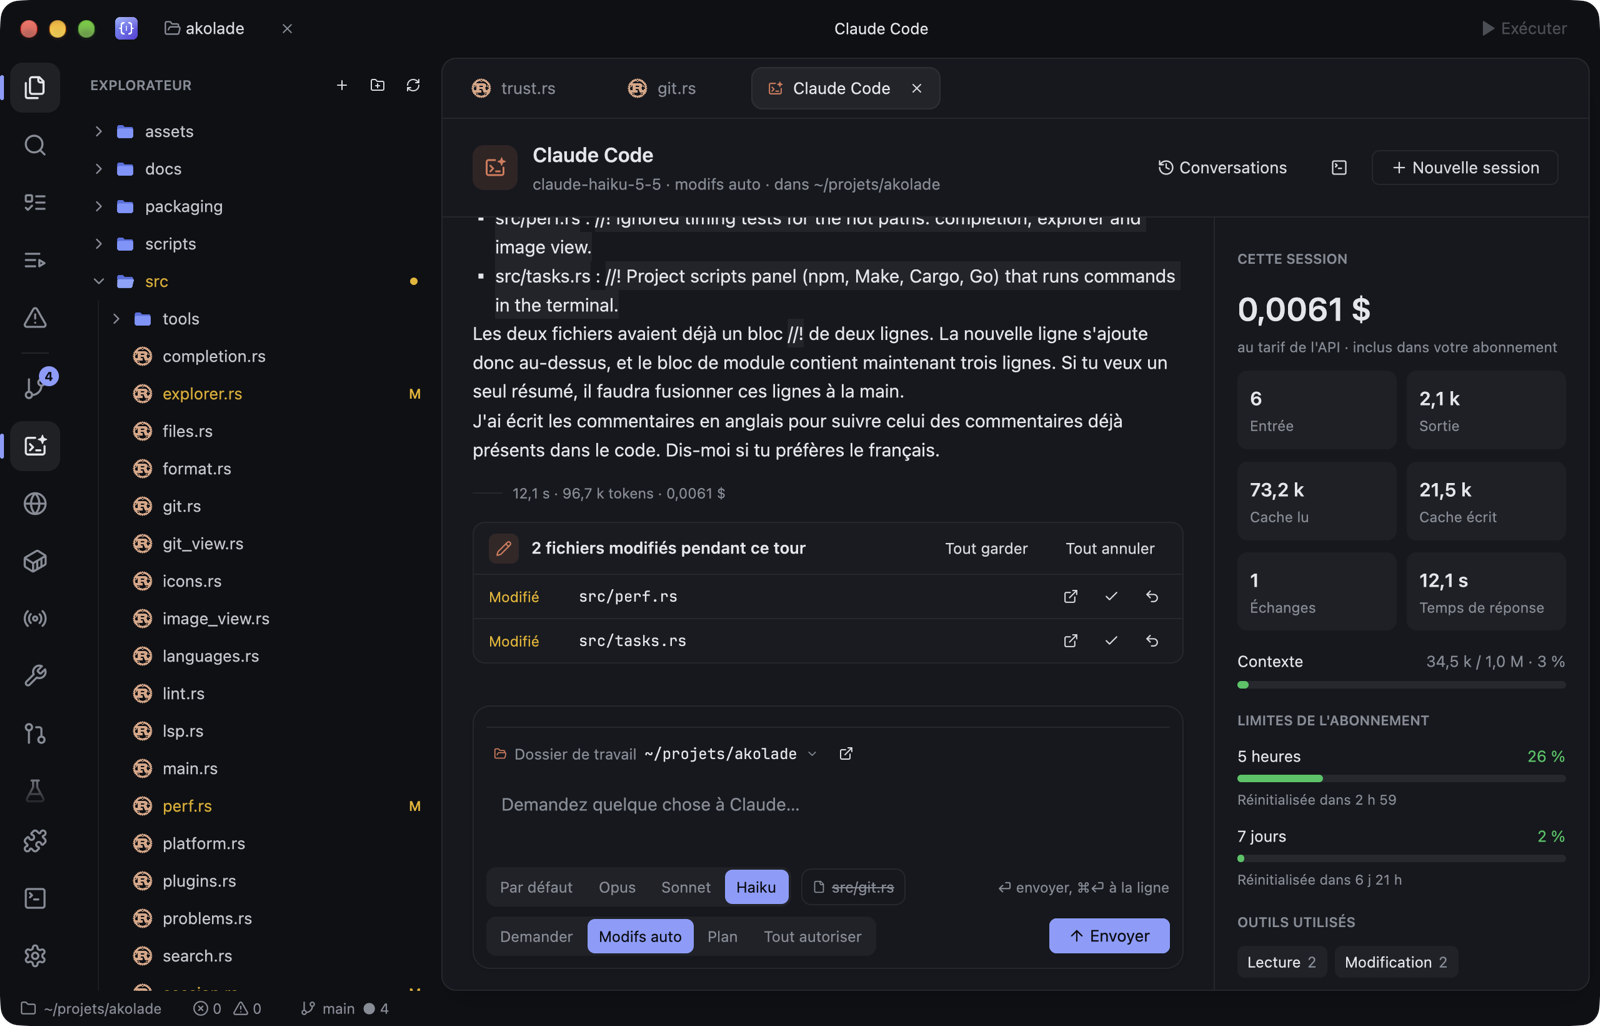 akolade
Claude Code
Exécuter
EXPLORATEUR
assets
docs
packaging
scripts
src
tools
completion.rs
explorer.rs M
files.rs
format.rs
git.rs
git_view.rs
icons.rs
image_view.rs
languages.rs
lint.rs
lsp.rs
main.rs
perf.rs M
platform.rs
plugins.rs
problems.rs
search.rs
4
trust.rs
git.rs
Claude Code
Claude Code
claude-haiku-5-5 · modifs auto · dans ~/projets/akolade
Conversations
Nouvelle session
▪ src/perf.rs : //! Ignored timing tests for the hot paths: completion, explorer and
image view.
▪ src/tasks.rs : //! Project scripts panel (npm, Make, Cargo, Go) that runs commands
in the terminal.
Les deux fichiers avaient déjà un bloc //! de deux lignes. La nouvelle ligne s'ajoute
donc au-dessus, et le bloc de module contient maintenant trois lignes. Si tu veux un
seul résumé, il faudra fusionner ces lignes à la main.
J'ai écrit les commentaires en anglais pour suivre celui des commentaires déjà
présents dans le code. Dis-moi si tu préfères le français.
12,1 s · 96,7 k tokens · 0,0061 $
2 fichiers modifiés pendant ce tour
Tout garder
Tout annuler
Modifié src/perf.rs
Modifié src/tasks.rs
Dossier de travail ~/projets/akolade
Demandez quelque chose à Claude...
Par défaut Opus Sonnet Haiku
src/git.rs
⏎ envoyer, ⌘⏎ à la ligne
Demander Modifs auto Plan Tout autoriser
↑ Envoyer
CETTE SESSION
0,0061 $
au tarif de l'API · inclus dans votre abonnement
6
Entrée
2,1 k
Sortie
73,2 k
Cache lu
21,5 k
Cache écrit
1
Échanges
12,1 s
Temps de réponse
Contexte 34,5 k / 1,0 M · 3 %
LIMITES DE L'ABONNEMENT
5 heures 26 %
Réinitialisée dans 2 h 59
7 jours 2 %
Réinitialisée dans 6 j 21 h
OUTILS UTILISÉS
Lecture 2
Modification 2
~/projets/akolade
0
0
main
4